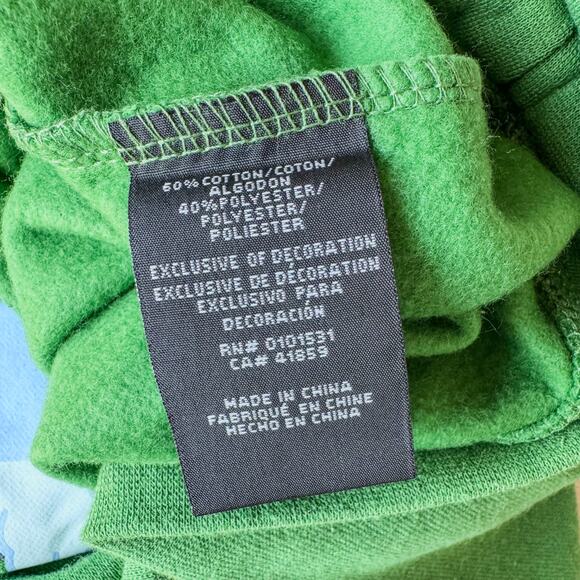 60% COTTON/COTON/
ALGODON
40%POLYESTER/
POLYESTER/
POLIESTER
EXCLUSIVE OF DECORATION
EXCLUSIVE DE DÉCORATION
EXCLUSIVO PARA
DECORACIÓN
RN# 0101531
CA# 41859
MADE IN CHINA
FABRIQUÉ EN CHINE
HECHO EN CHINA